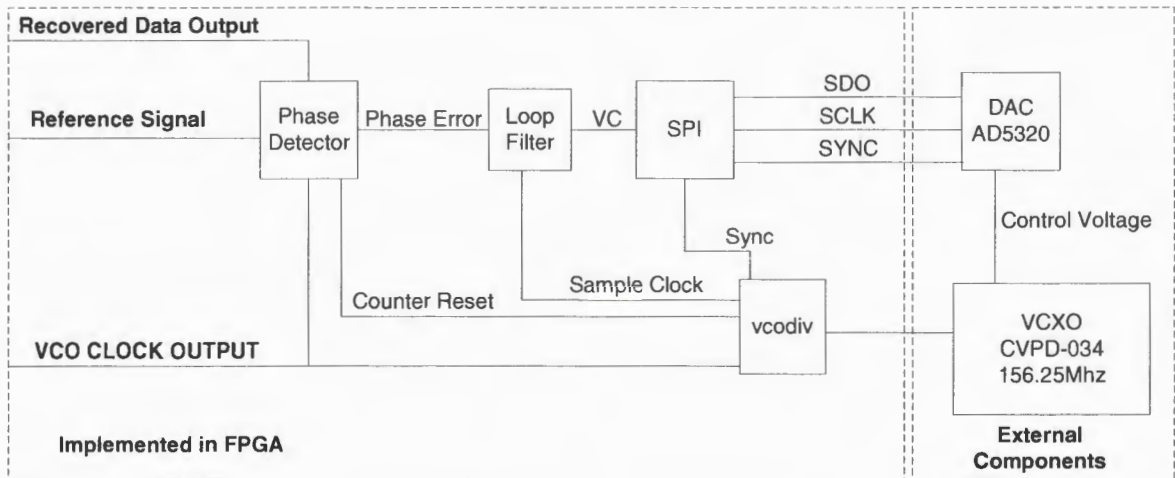 Recovered Data Output
Reference Signal
Phase
Detector
Phase Error
Loop
Filter
VC
SPI
SDO
SCLK
SYNC
DAC
AD5320
Control Voltage
Sync
Sample Clock
Counter Reset
vcodiv
VCO CLOCK OUTPUT
VCXO
CVPD-034
156.25Mhz
Implemented in FPGA
External
Components